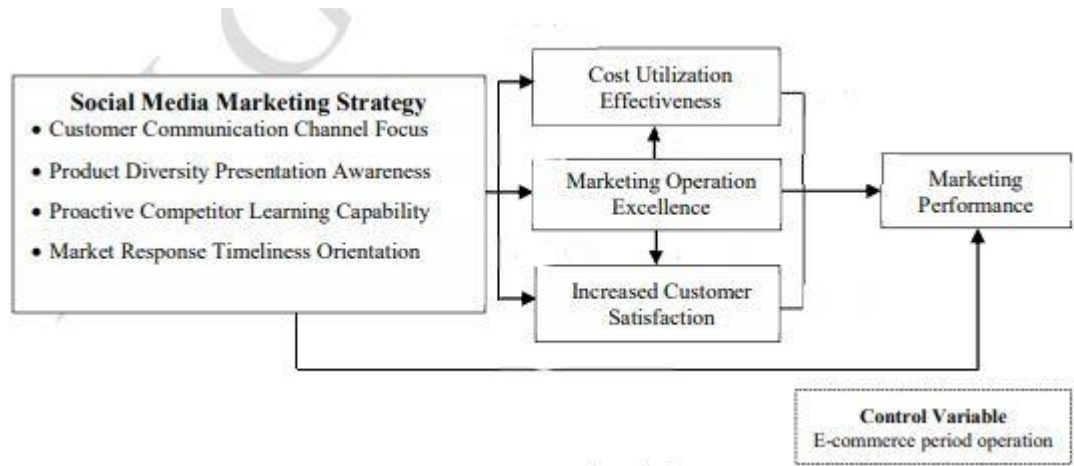 Social Media Marketing Strategy
• Customer Communication Channel Focus
• Product Diversity Presentation Awareness
• Proactive Competitor Learning Capability
• Market Response Timeliness Orientation
Cost Utilization
Effectiveness
Marketing Operation
Excellence
Increased Customer
Satisfaction
Marketing
Performance
Control Variable
E-commerce period operation